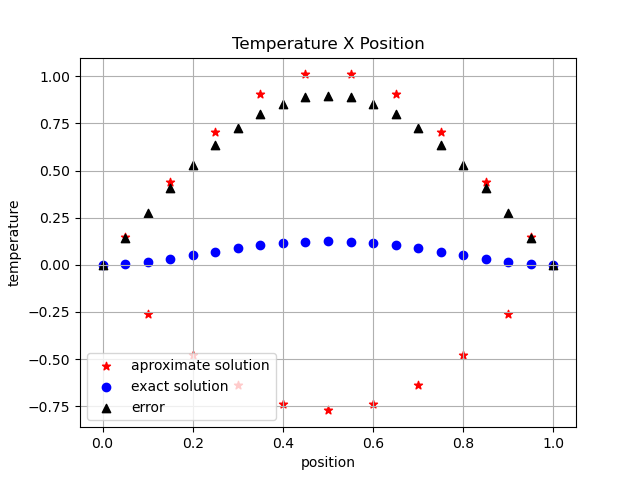 Temperature X Position
1.00
0.75
0.50
0.25
0.00
−0.25
−0.50
−0.75
temperature
aproximate solution
exact solution
error
0.0 0.2 0.4 0.6 0.8 1.0
position